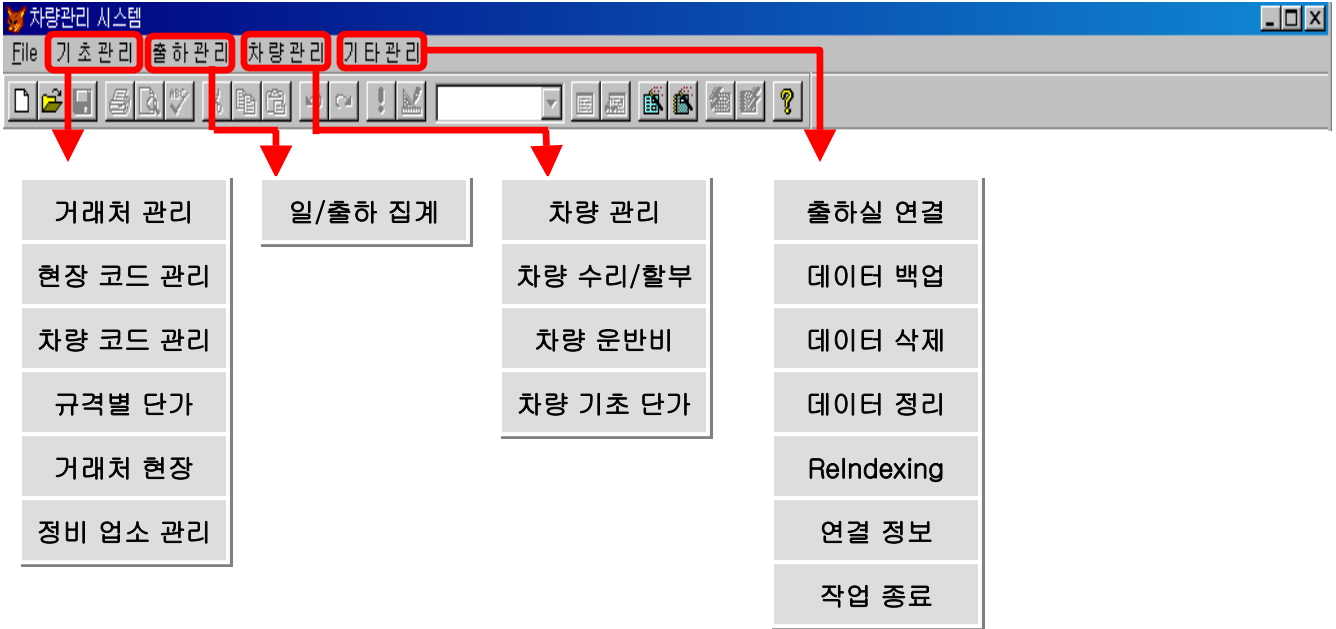 차량관리 시스템
File 기초관리 출하관리 차량관리 기타관리
거래처 관리
현장 코드 관리
차량 코드 관리
규격별 단가
거래처 현장
정비 업소 관리
일/출하 집계
차량 관리
차량 수리/할부
차량 운반비
차량 기초 단가
출하실 연결
데이터 백업
데이터 삭제
데이터 정리
ReIndexing
연결 정보
작업 종료